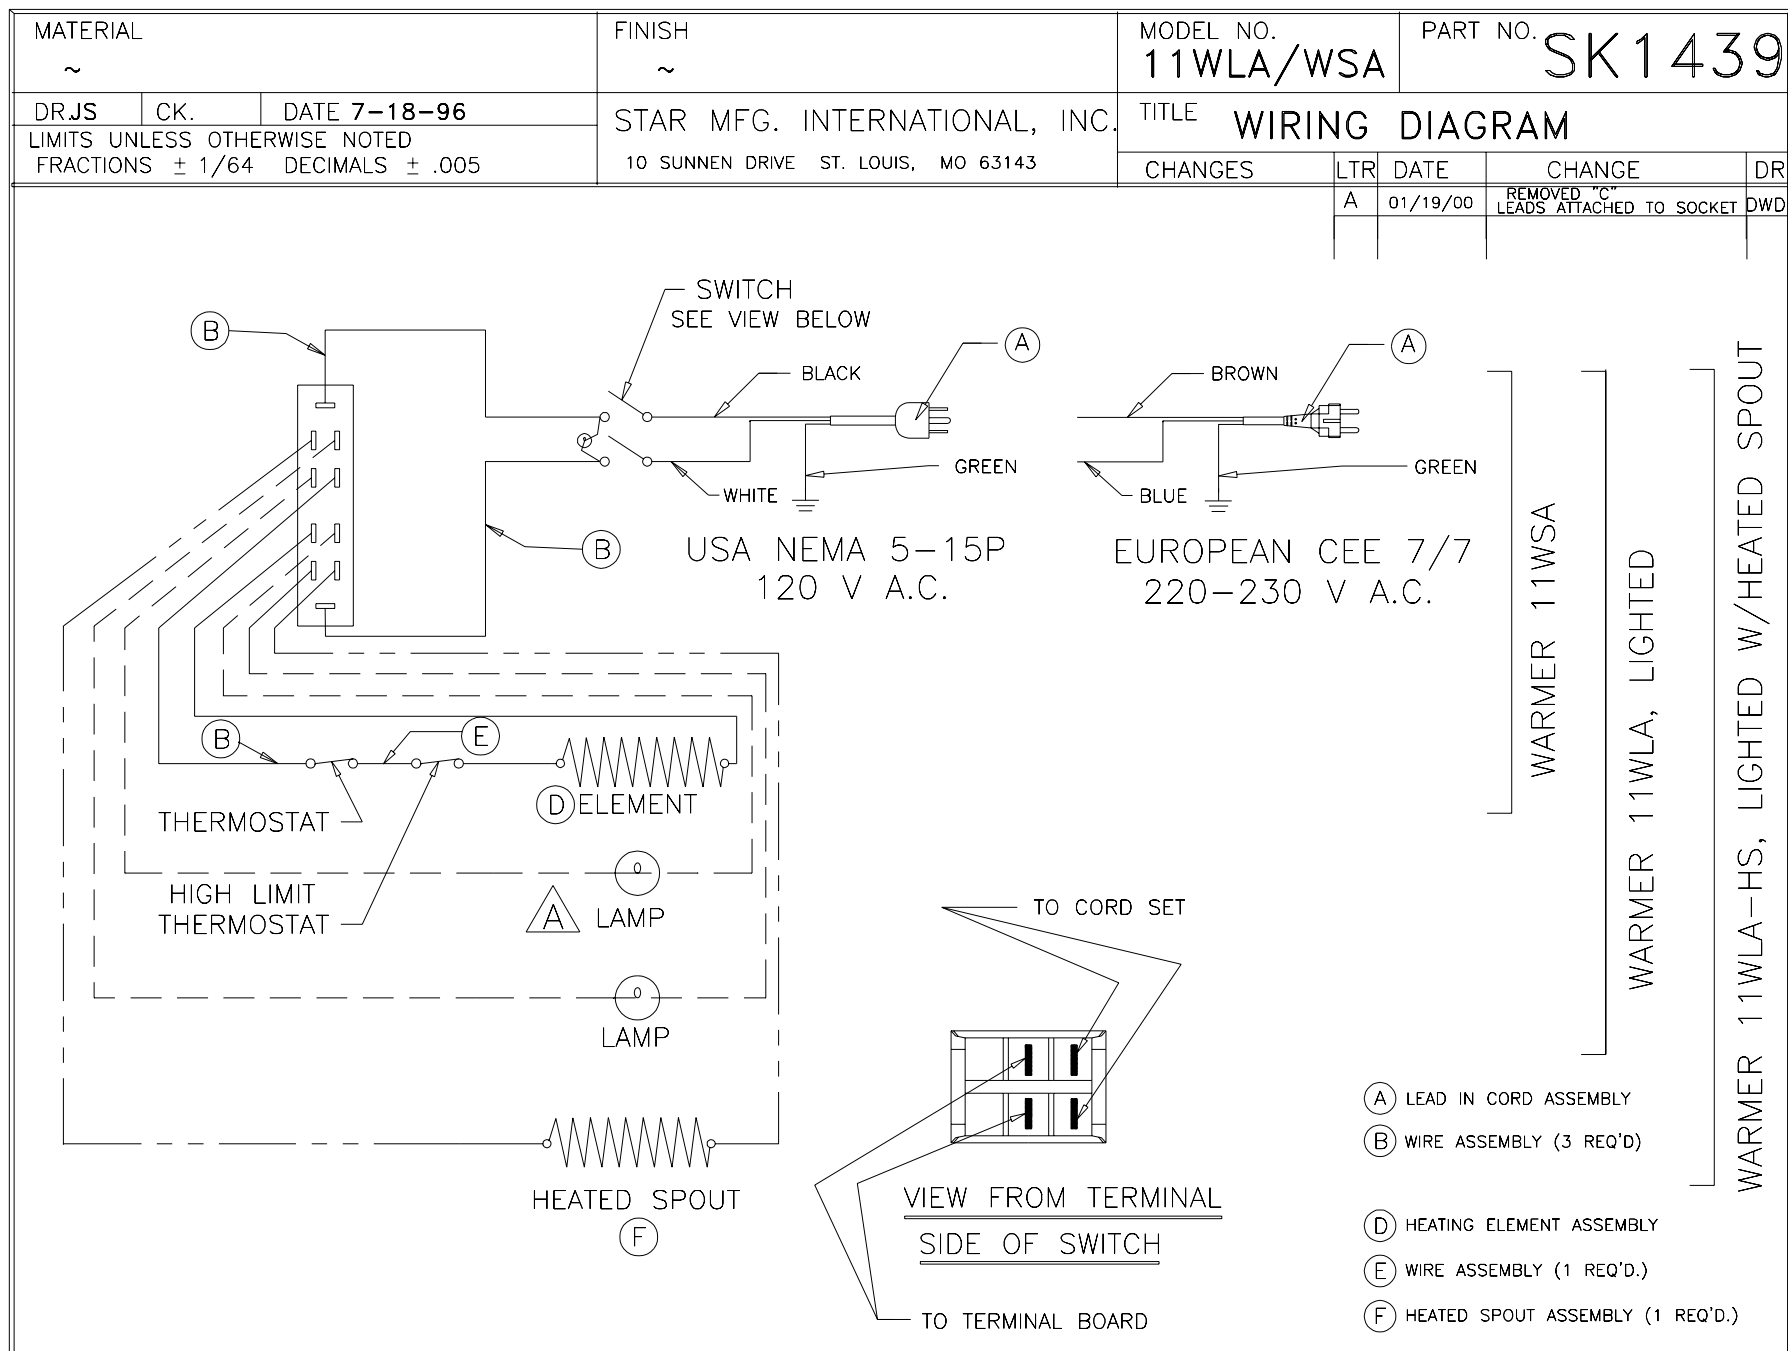 MATERIAL
~
FINISH
~
MODEL NO.
11WLA/WSA
PART NO. SK1439
DR.JS CK. DATE 7-18-96
LIMITS UNLESS OTHERWISE NOTED
FRACTIONS ± 1/64 DECIMALS ± .005
STAR MFG. INTERNATIONAL, INC.
10 SUNNEN DRIVE ST. LOUIS, MO 63143
TITLE WIRING DIAGRAM
CHANGES LTR DATE CHANGE DR
A 01/19/00 REMOVED "C"
LEADS ATTACHED TO SOCKET DWD
SWITCH
SEE VIEW BELOW
B
A
A
BLACK
BROWN
GREEN
GREEN
WHITE
BLUE
B
USA NEMA 5-15P
120 V A.C.
EUROPEAN CEE 7/7
220-230 V A.C.
WARMER 11WSA
WARMER 11WLA, LIGHTED
WARMER 11WLA-HS, LIGHTED W/HEATED SPOUT
B
E
D ELEMENT
THERMOSTAT
HIGH LIMIT
THERMOSTAT
A LAMP
LAMP
HEATED SPOUT
F
TO CORD SET
VIEW FROM TERMINAL
SIDE OF SWITCH
TO TERMINAL BOARD
A LEAD IN CORD ASSEMBLY
B WIRE ASSEMBLY (3 REQ'D)
D HEATING ELEMENT ASSEMBLY
E WIRE ASSEMBLY (1 REQ'D.)
F HEATED SPOUT ASSEMBLY (1 REQ'D.)